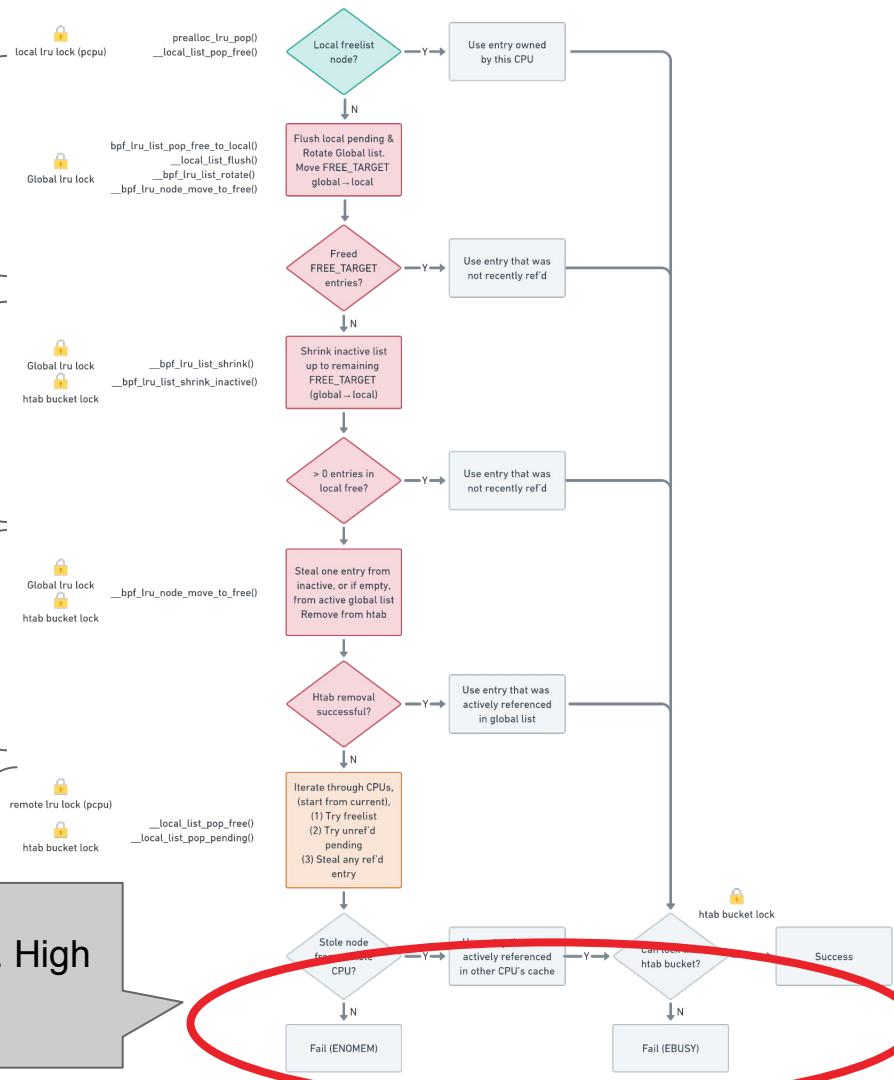 local lru lock (pcpu)
prealloc_lru_pop()
__local_list_pop_free()
Local freelist
node?
Y
Use entry owned
by this CPU
N
Global lru lock
bpf_lru_list_pop_free_to_local()
__local_list_flush()
__bpf_lru_list_rotate()
__bpf_lru_node_move_to_free()
Flush local pending &
Rotate Global list.
Move FREE_TARGET
global→local
Freed
FREE_TARGET
entries?
Y
Use entry that was
not recently ref'd
N
Global lru lock
htab bucket lock
__bpf_lru_list_shrink()
__bpf_lru_list_shrink_inactive()
Shrink inactive list
up to remaining
FREE_TARGET
(global→local)
> 0 entries in
local free?
Y
Use entry that was
not recently ref'd
Global lru lock
htab bucket lock
__bpf_lru_node_move_to_free()
Steal one entry from
inactive, or if empty,
from active global list
Remove from htab
Htab removal
successful?
Y
Use entry that was
actively referenced
in global list
N
remote lru lock (pcpu)
htab bucket lock
__local_list_pop_free()
__local_list_pop_pending()
Iterate through CPUs,
(start from current),
(1) Try freelist
(2) Try unref'd
pending
(3) Steal any ref'd
entry
htab bucket lock
High
Stole node
CPU?
Y
actively referenced
in other CPU's cache
Y
htab bucket?
Success
N
Fail (ENOMEM)
N
Fail (EBUSY)